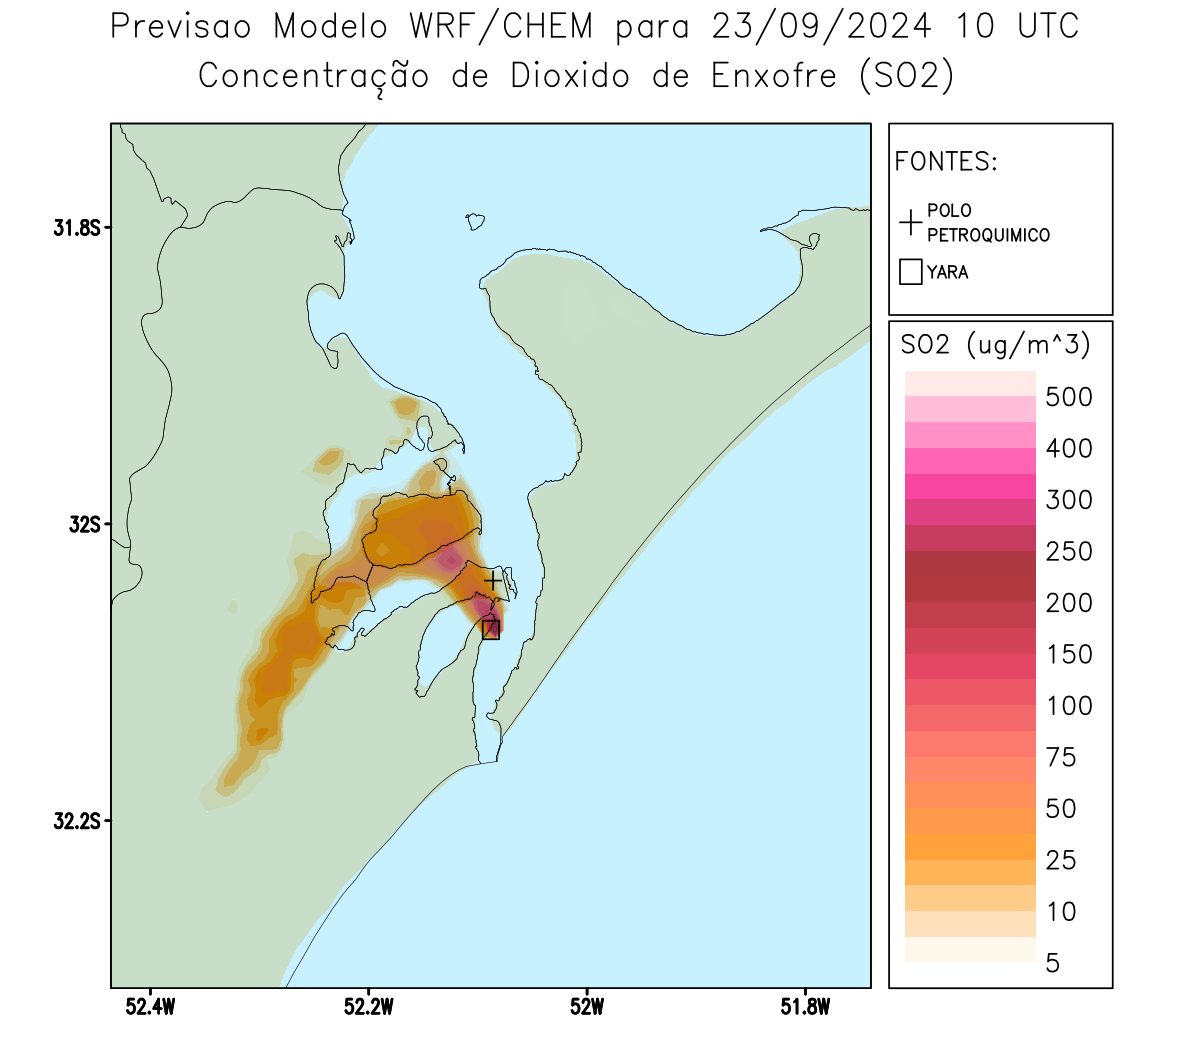 Previsao Modelo WRF/CHEM para 23/09/2024 10 UTC
Concentração de Dioxido de Enxofre (SO2)
FONTES:
POLO
PETROQUIMICO
YARA
SO2 (ug/m^3)
500
400
300
250
200
150
100
75
50
25
10
5
31.8S
32S
32.2S
52.4W
52.2W
52W
51.8W